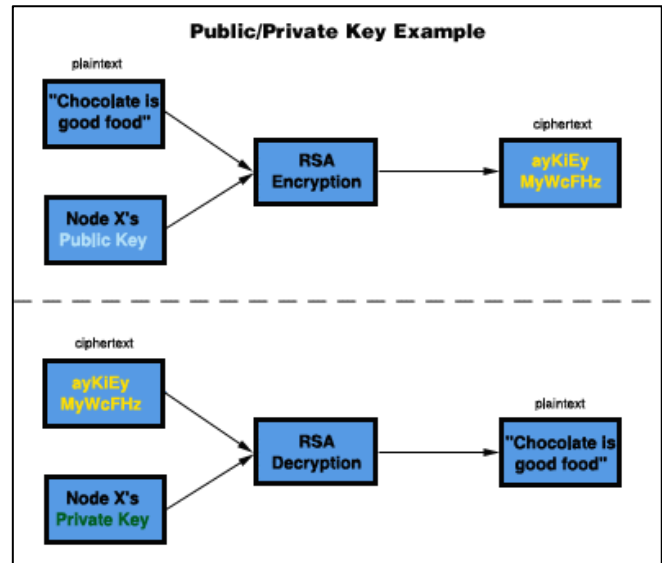 Public/Private Key Example
plaintext
"Chocolate is
good food"
ciphertext
RSA
Encryption
ayKiEy
MyWcFHz
Node X's
Public Key
ciphertext
ayKiEy
MyWcFHz
plaintext
RSA
Decryption
"Chocolate is
good food"
Node X's
Private Key